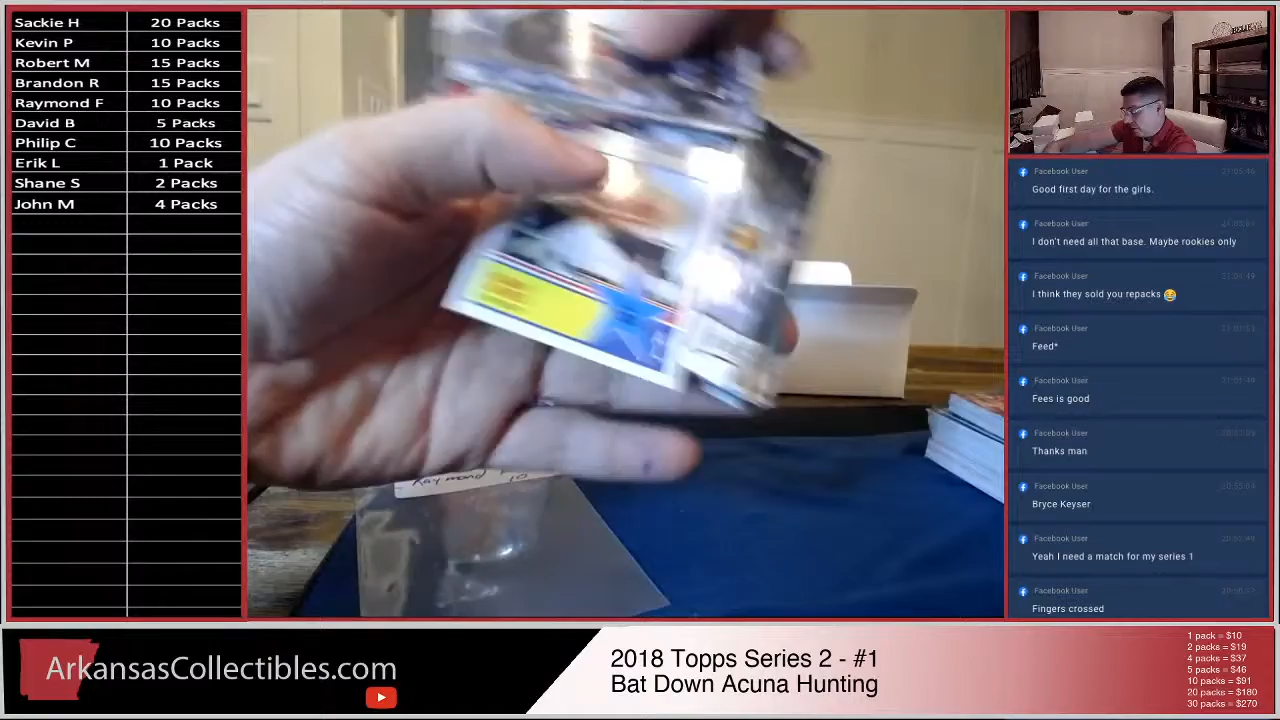 Sackie H 20 Packs
Kevin P 10 Packs
Robert M 15 Packs
Brandon R 15 Packs
Raymond F 10 Packs
David B 5 Packs
Philip C 10 Packs
Erik L 1 Pack
Shane S 2 Packs
John M 4 Packs
Raymond
10
Facebook User
Good first day for the girls.
Facebook User
I don't need all that base. Maybe rookies only
Facebook User
I think they sold you repacks 😂
Facebook User
Feed*
Facebook User
Fees is good
Facebook User
Thanks man
Facebook User
Bryce Keyser
Facebook User
Yeah I need a match for my series 1
Facebook User
Fingers crossed
ArkansasCollectibles.com
2018 Topps Series 2 - #1
Bat Down Acuna Hunting
1 pack = $10
2 packs = $19
4 packs = $37
5 packs = $46
10 packs = $91
20 packs = $180
30 packs = $270